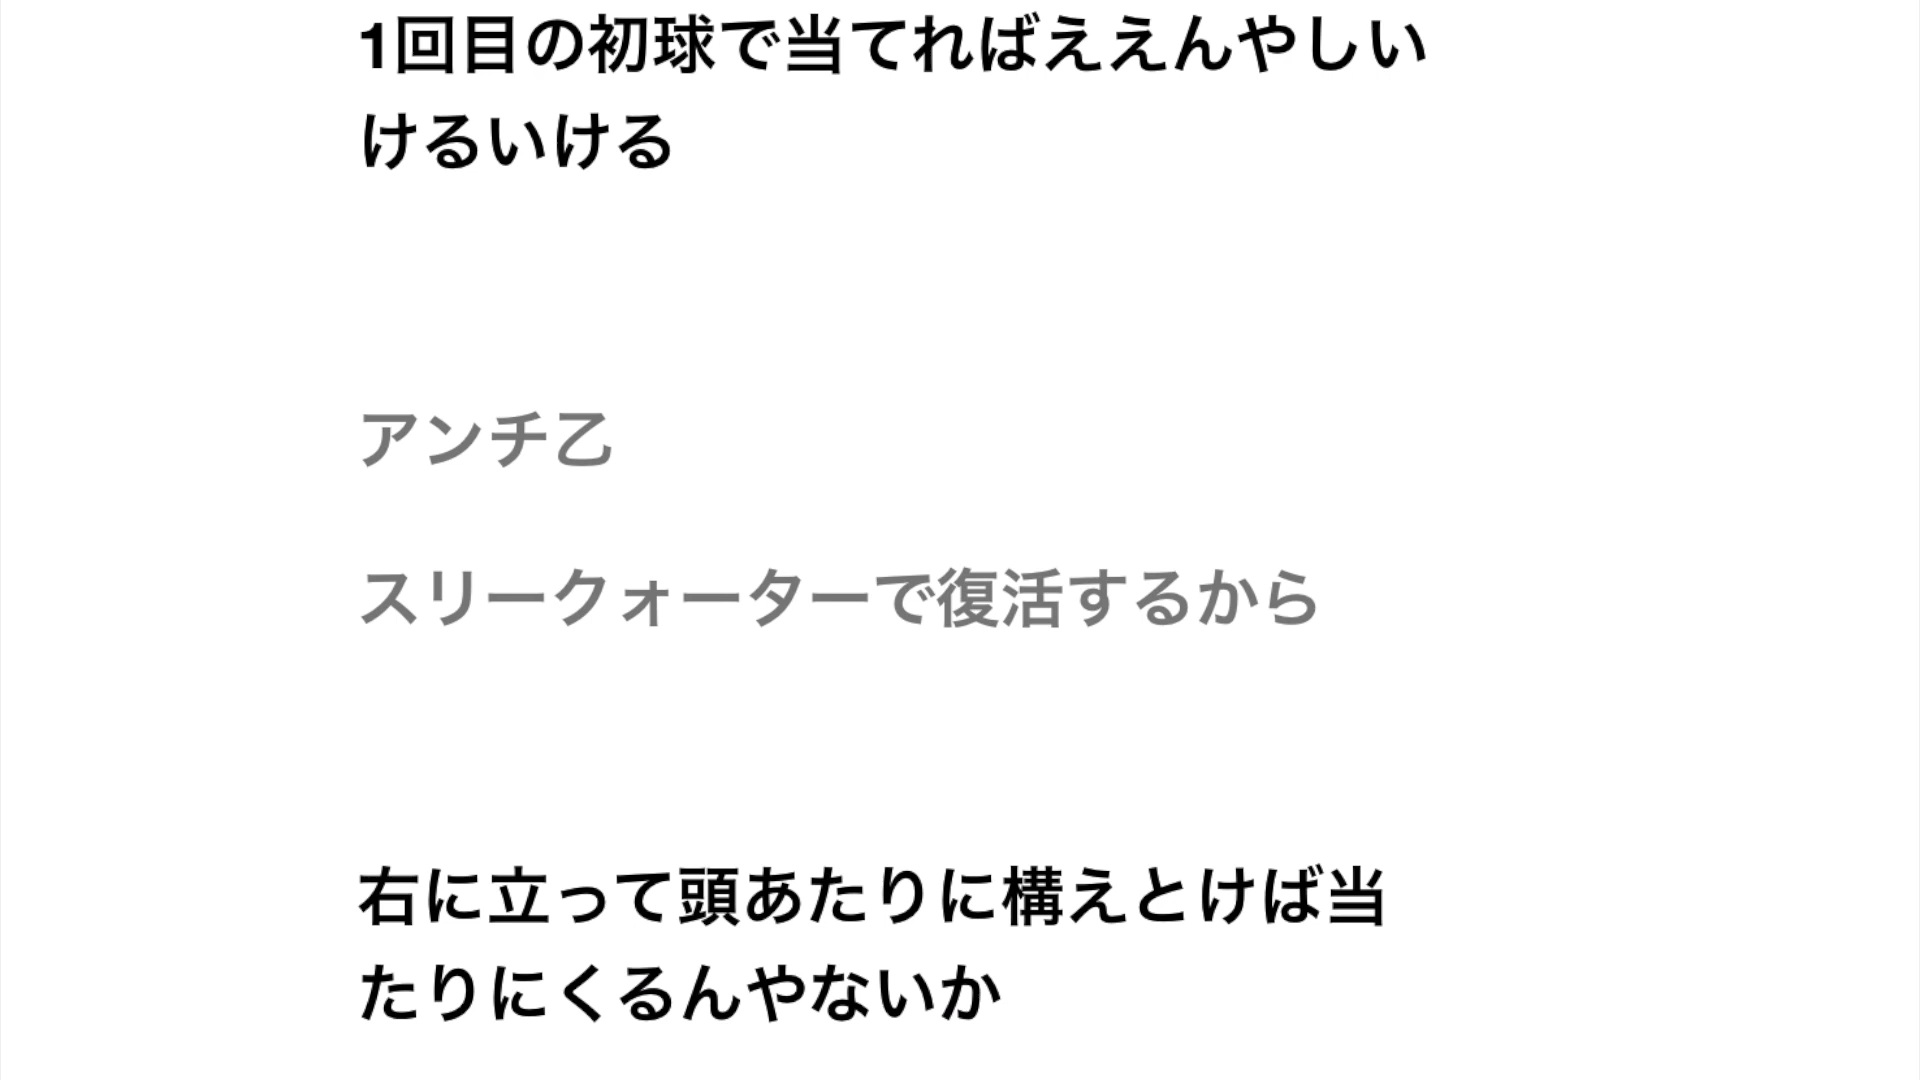 1回目の初球で当てればええんやしい
けるいける
アンチ乙
スリークォーターで復活するから
右に立って頭あたりに構えとけば当
たりにくるんやないか